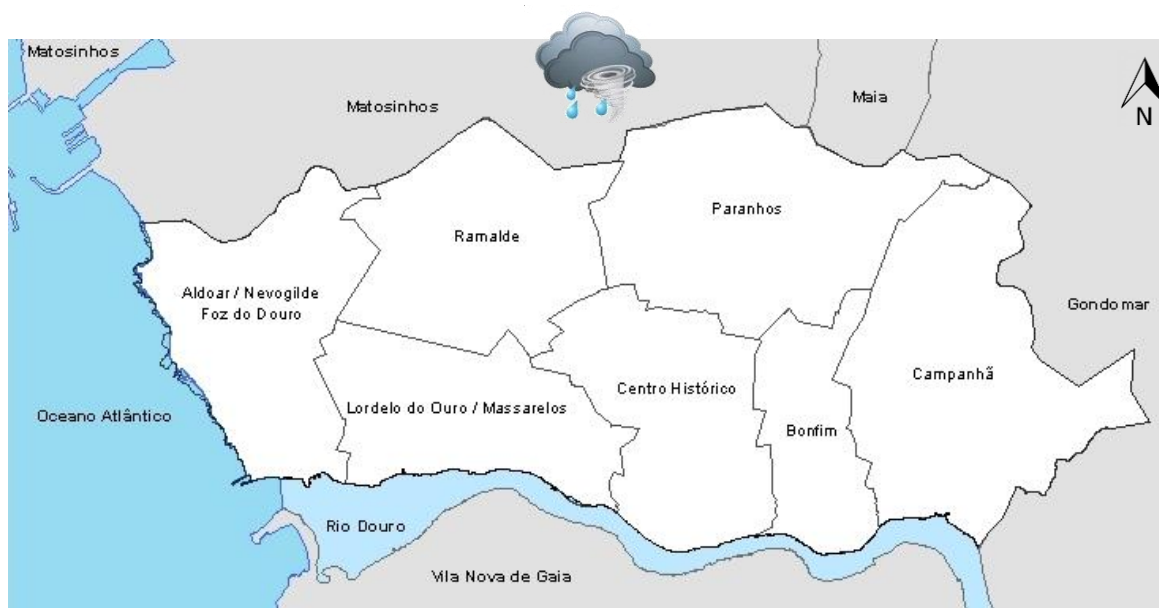 Matosinhos
Matosinhos
Maia
N
Paranhos
Ramalde
Aldoar / Nevogilde
Foz do Douro
Gondomar
Campanhã
Centro Histórico
Lordelo do Ouro / Massarelos
Oceano Atlântico
Bonfim
Rio Douro
Vila Nova de Gaia